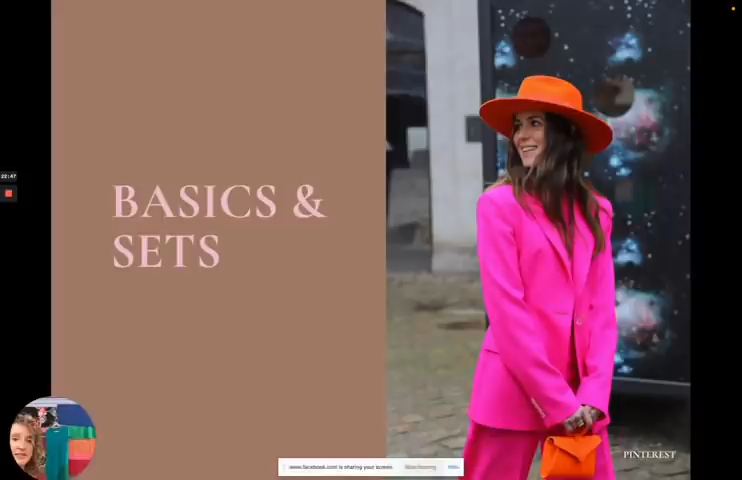 BASICS &
SETS
22:47
www.facebook.com is sharing your screen.
Stop sharing
Hide
PINTEREST